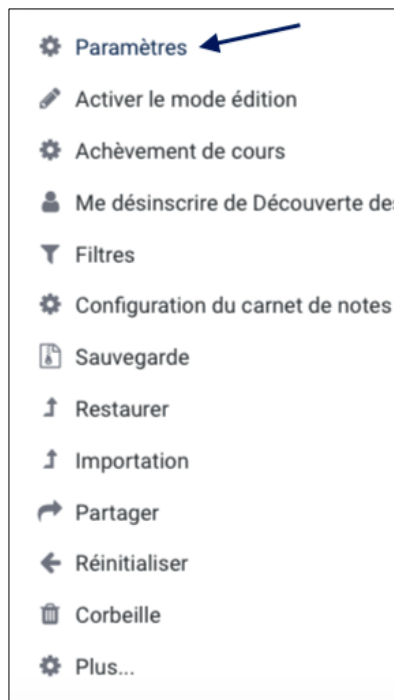 Paramètres
Activer le mode édition
Achèvement de cours
Me désinscrire de Découverte des
Filtres
Configuration du carnet de notes
Sauvegarde
Restaurer
Importation
Partager
Réinitialiser
Corbeille
Plus...